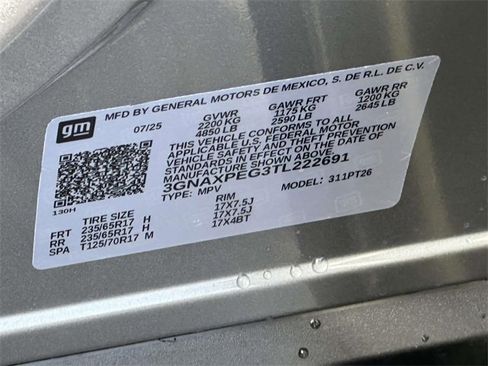 gm
MFD BY GENERAL MOTORS DE MEXICO, S. DE R.L. DE C.V.
07/25 GVWR GAWR FRT GAWR RR
2200 KG 1175 KG 1200 KG
4850 LB 2590 LB 2645 LB
THIS VEHICLE CONFORMS TO ALL
APPLICABLE U.S. FEDERAL MOTOR
VEHICLE SAFETY AND THEFT PREVENTION
STANDARDS IN EFFECT ON THE DATE OF
MANUFACTURE SHOWN ABOVE.
3GNAXPEG3TL222691
TYPE: MPV MODEL: 311PT26
130H
TIRE SIZE RIM
FRT 235/65R17 H 17X7.5J
RR 235/65R17 H 17X7.5J
SPA T125/70R17 M 17X4BT